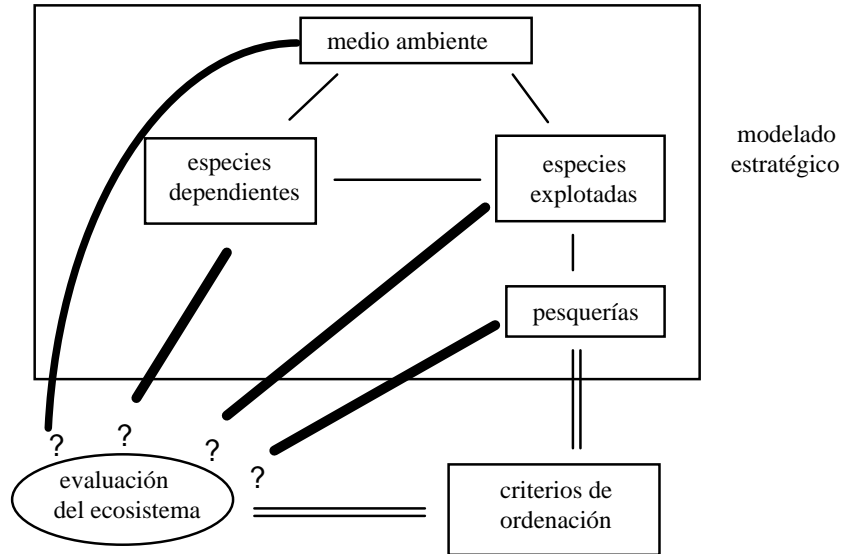 medio ambiente
especies
dependientes
especies
explotadas
modelado
estratégico
pesquerías
?
?
?
?
evaluación
del ecosistema
criterios de
ordenación